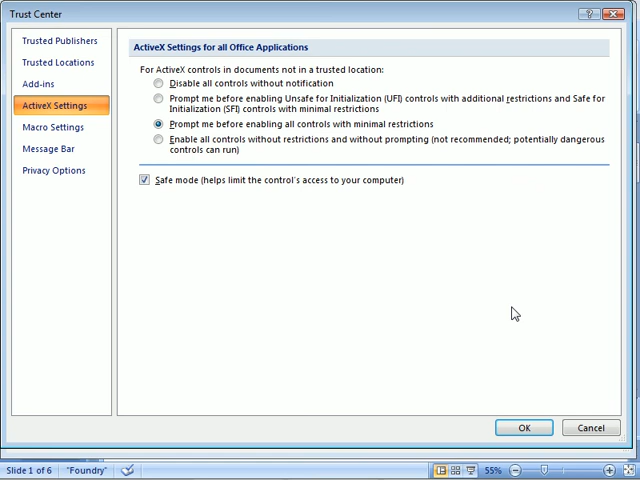 Trust Center
Trusted Publishers
Trusted Locations
Add-ins
ActiveX Settings
Macro Settings
Message Bar
Privacy Options
ActiveX Settings for all Office Applications
For ActiveX controls in documents not in a trusted location:
Disable all controls without notification
Prompt me before enabling Unsafe for Initialization (UFI) controls with additional restrictions and Safe for
Initialization (SFI) controls with minimal restrictions
Prompt me before enabling all controls with minimal restrictions
Enable all controls without restrictions and without prompting (not recommended; potentially dangerous
controls can run)
Safe mode (helps limit the control's access to your computer)
OK
Cancel
Slide 1 of 6
"Foundry"
55%